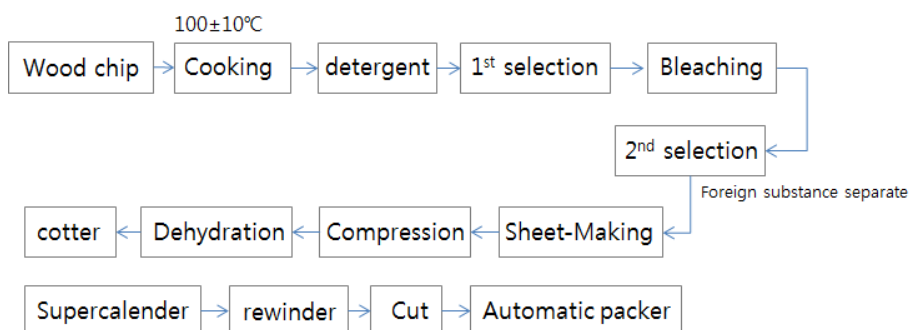 100±10℃
Wood chip
Cooking
detergent
1st selection
Bleaching
2nd selection
Foreign substance separate
cotter
Dehydration
Compression
Sheet-Making
Supercalender
rewinder
Cut
Automatic packer